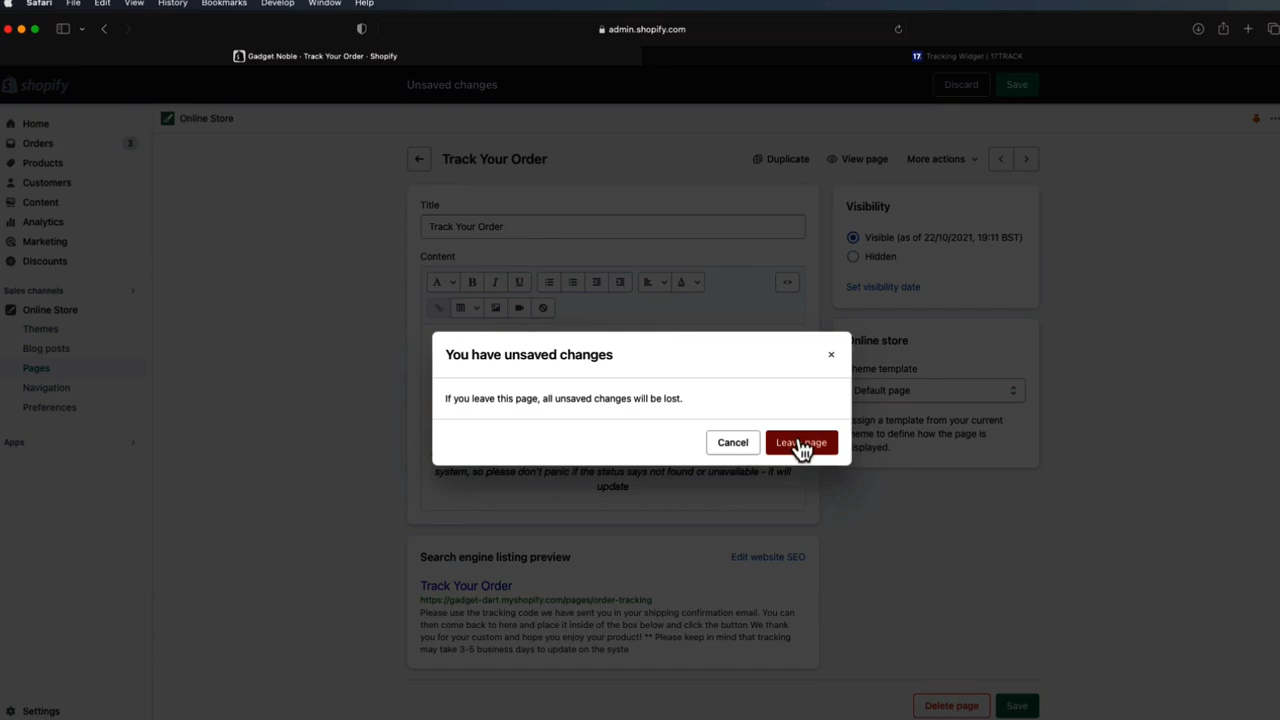 Safari File Edit View History Bookmarks Develop Window Help
admin.shopify.com
Gadget Noble · Track Your Order · Shopify
17 Tracking Widget | 17TRACK
shopify
Unsaved changes
Discard
Save
Home
Orders 3
Products
Customers
Content
Analytics
Marketing
Discounts
Sales channels
Online Store
Themes
Blog posts
Pages
Navigation
Preferences
Apps
Settings
Online Store
Track Your Order
Duplicate
View page
More actions
Title
Track Your Order
Content
A B I U A <>
You have unsaved changes
If you leave this page, all unsaved changes will be lost.
Cancel
Leave page
system, so please don't panic if the status says not found or unavailable - it will
update
Search engine listing preview
Edit website SEO
Track Your Order
https://gadget-dart.myshopify.com/pages/order-tracking
Please use the tracking code we have sent you in your shipping confirmation email. You can
then come back to here and place it inside of the box below and click the button We thank
you for your custom and hope you enjoy your product! ** Please keep in mind that tracking
may take 3-5 business days to update on the syste
Visibility
Visible (as of 22/10/2021, 19:11 BST)
Hidden
Set visibility date
Online store
heme template
Default page
Assign a template from your current
heme to define how the page is
isplayed.
Delete page
Save